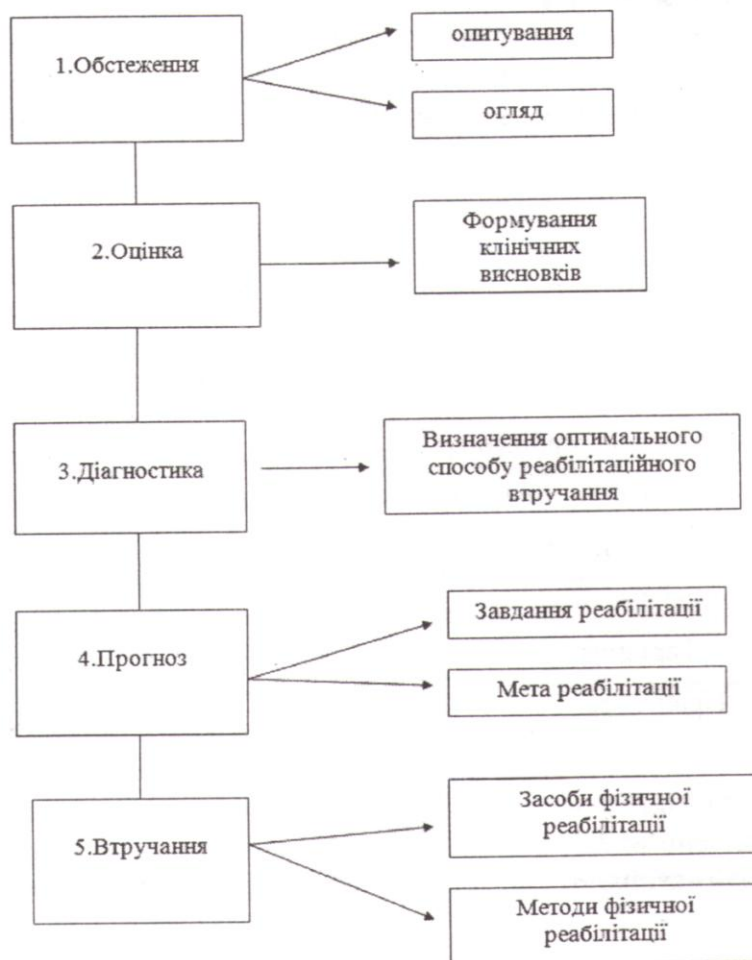 1.Обстеження
опитування
огляд
2.Оцінка
Формування
клінічних
висновків
3.Діагностика
Визначення оптимального
способу реабілітаційного
втручання
4.Прогноз
Завдання реабілітації
Мета реабілітації
5.Втручання
Засоби фізичної
реабілітації
Методи фізичної
реабілітації